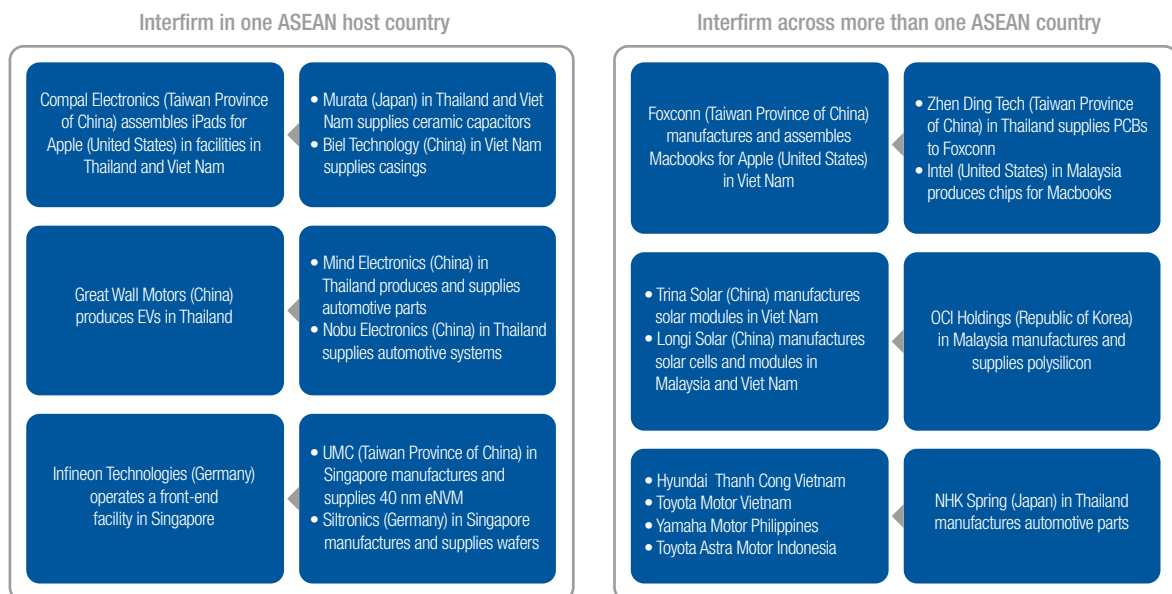 Interfirm in one ASEAN host country
Compal Electronics (Taiwan Province
of China) assembles iPads for
Apple (United States) in facilities in
Thailand and Viet Nam
• Murata (Japan) in Thailand and Viet
Nam supplies ceramic capacitors
• Biel Technology (China) in Viet Nam
supplies casings
Great Wall Motors (China)
produces EVs in Thailand
• Mind Electronics (China) in
Thailand produces and supplies
automotive parts
• Nobu Electronics (China) in Thailand
supplies automotive systems
Infineon Technologies (Germany)
operates a front-end
facility in Singapore
• UMC (Taiwan Province of China) in
Singapore manufactures and
supplies 40 nm eNVM
• Siltronics (Germany) in Singapore
manufactures and supplies wafers
Interfirm across more than one ASEAN country
Foxconn (Taiwan Province of China)
manufactures and assembles
Macbooks for Apple (United States)
in Viet Nam
• Zhen Ding Tech (Taiwan Province
of China) in Thailand supplies PCBs
to Foxconn
• Intel (United States) in Malaysia
produces chips for Macbooks
• Trina Solar (China) manufactures
solar modules in Viet Nam
• Longi Solar (China) manufactures
solar cells and modules in
Malaysia and Viet Nam
OCI Holdings (Republic of Korea)
in Malaysia manufactures and
supplies polysilicon
• Hyundai Thanh Cong Vietnam
• Toyota Motor Vietnam
• Yamaha Motor Philippines
• Toyota Astra Motor Indonesia
NHK Spring (Japan) in Thailand
manufactures automotive parts